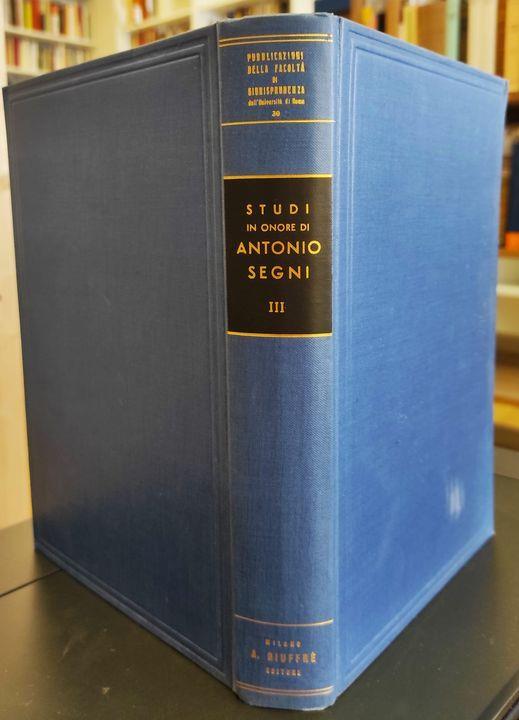 PUBBLICAZIONI
DELLA FACOLTÀ
DI
GIURISPRUDENZA
dell'Università di Roma
30
STUDI
IN ONORE DI
ANTONIO
SEGNI
III
MILANO
A. GIUFFRÈ
EDITORE